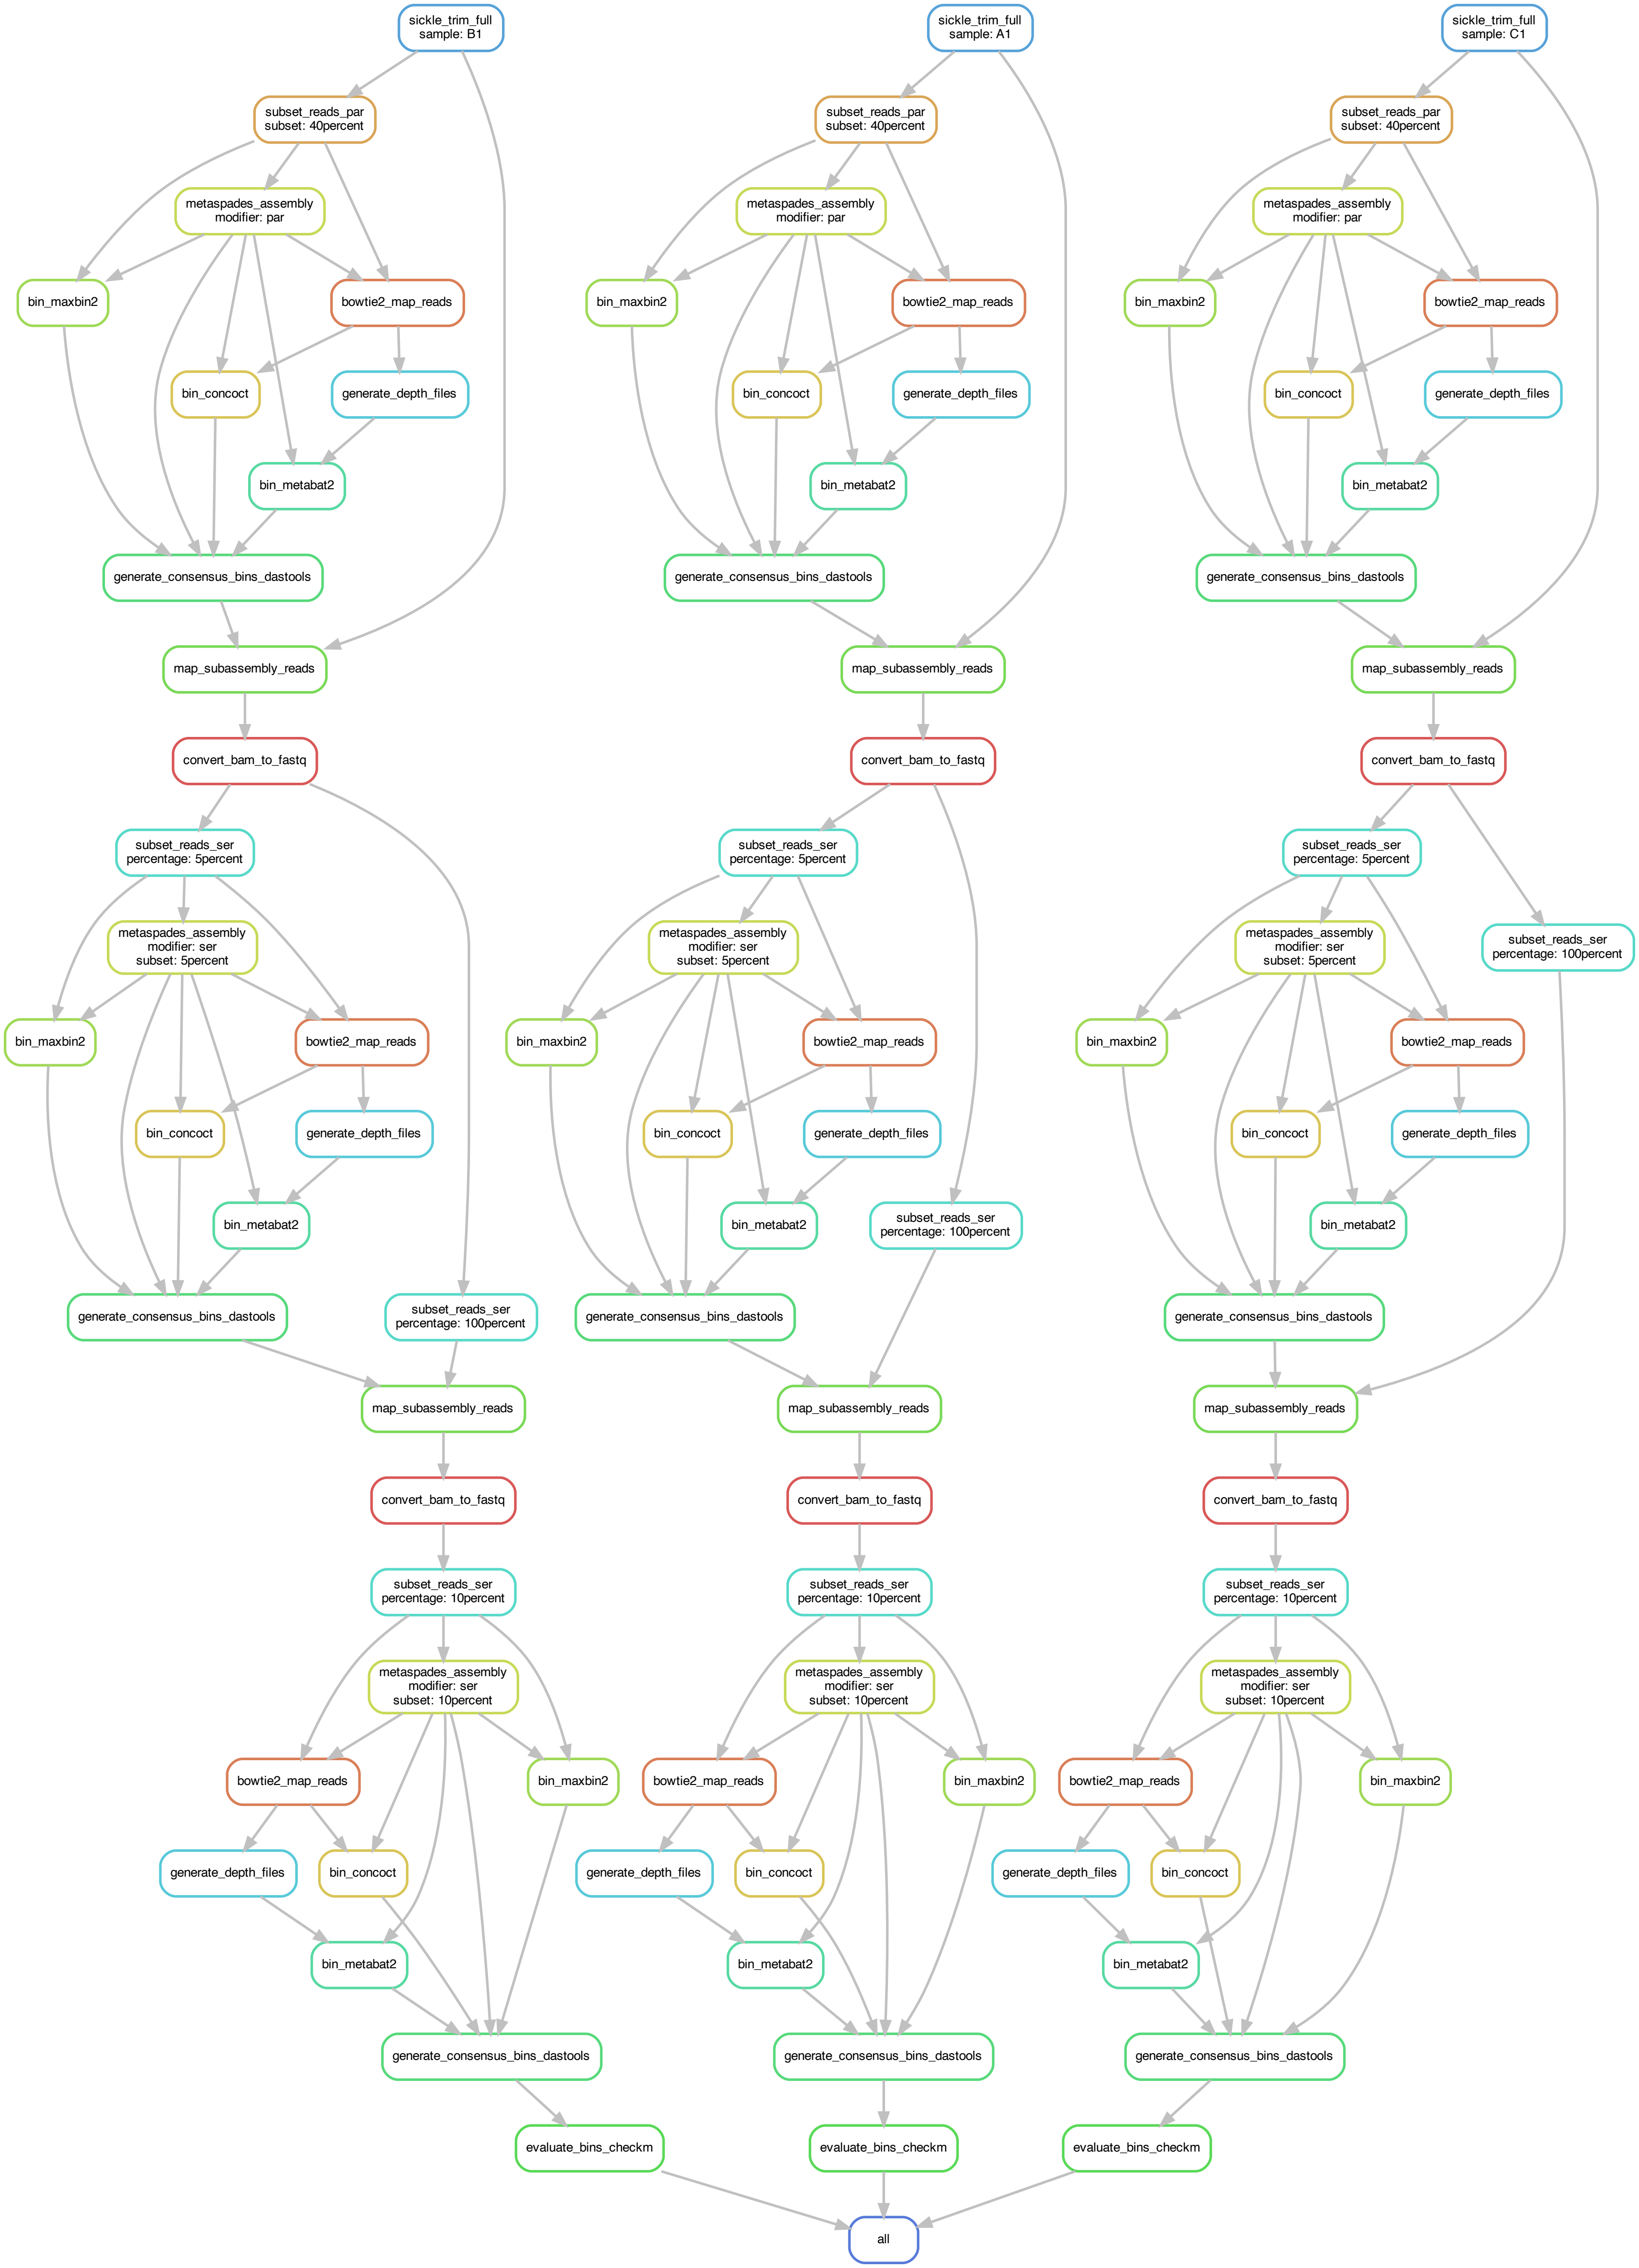 sickle_trim_full
sample: B1
sickle_trim_full
sample: A1
sickle_trim_full
sample: C1
subset_reads_par
subset: 40percent
subset_reads_par
subset: 40percent
subset_reads_par
subset: 40percent
metaspades_assembly
modifier: par
metaspades_assembly
modifier: par
metaspades_assembly
modifier: par
bin_maxbin2
bowtie2_map_reads
bin_maxbin2
bowtie2_map_reads
bin_maxbin2
bowtie2_map_reads
bin_concoct
generate_depth_files
bin_concoct
generate_depth_files
bin_concoct
generate_depth_files
bin_metabat2
bin_metabat2
bin_metabat2
generate_consensus_bins_dastools
generate_consensus_bins_dastools
generate_consensus_bins_dastools
map_subassembly_reads
map_subassembly_reads
map_subassembly_reads
convert_bam_to_fastq
convert_bam_to_fastq
convert_bam_to_fastq
subset_reads_ser
percentage: 5percent
subset_reads_ser
percentage: 5percent
subset_reads_ser
percentage: 5percent
metaspades_assembly
modifier: ser
subset: 5percent
metaspades_assembly
modifier: ser
subset: 5percent
metaspades_assembly
modifier: ser
subset: 5percent
subset_reads_ser
percentage: 100percent
bin_maxbin2
bowtie2_map_reads
bin_maxbin2
bowtie2_map_reads
bin_maxbin2
bowtie2_map_reads
bin_concoct
generate_depth_files
bin_concoct
generate_depth_files
bin_concoct
generate_depth_files
bin_metabat2
bin_metabat2
subset_reads_ser
percentage: 100percent
bin_metabat2
generate_consensus_bins_dastools
subset_reads_ser
percentage: 100percent
generate_consensus_bins_dastools
generate_consensus_bins_dastools
map_subassembly_reads
map_subassembly_reads
map_subassembly_reads
convert_bam_to_fastq
convert_bam_to_fastq
convert_bam_to_fastq
subset_reads_ser
percentage: 10percent
subset_reads_ser
percentage: 10percent
subset_reads_ser
percentage: 10percent
metaspades_assembly
modifier: ser
subset: 10percent
metaspades_assembly
modifier: ser
subset: 10percent
metaspades_assembly
modifier: ser
subset: 10percent
bowtie2_map_reads
bin_maxbin2
bowtie2_map_reads
bin_maxbin2
bowtie2_map_reads
bin_maxbin2
generate_depth_files
bin_concoct
generate_depth_files
bin_concoct
generate_depth_files
bin_concoct
bin_metabat2
bin_metabat2
bin_metabat2
generate_consensus_bins_dastools
generate_consensus_bins_dastools
generate_consensus_bins_dastools
evaluate_bins_checkm
evaluate_bins_checkm
evaluate_bins_checkm
all